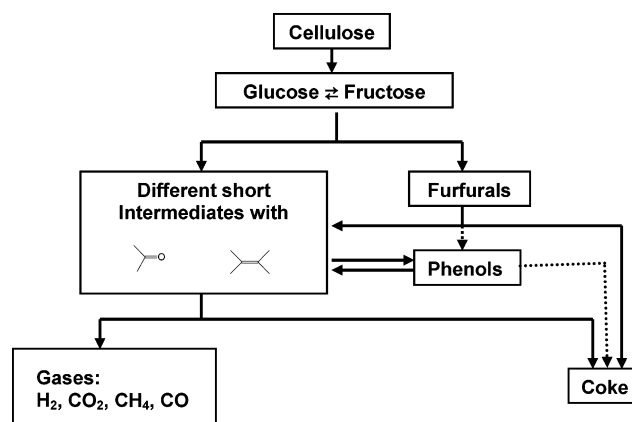 Cellulose
Glucose ⇄ Fructose
Different short
Intermediates with
O
Furfurals
Phenols
Gases:
H₂, CO₂, CH₄, CO
Coke